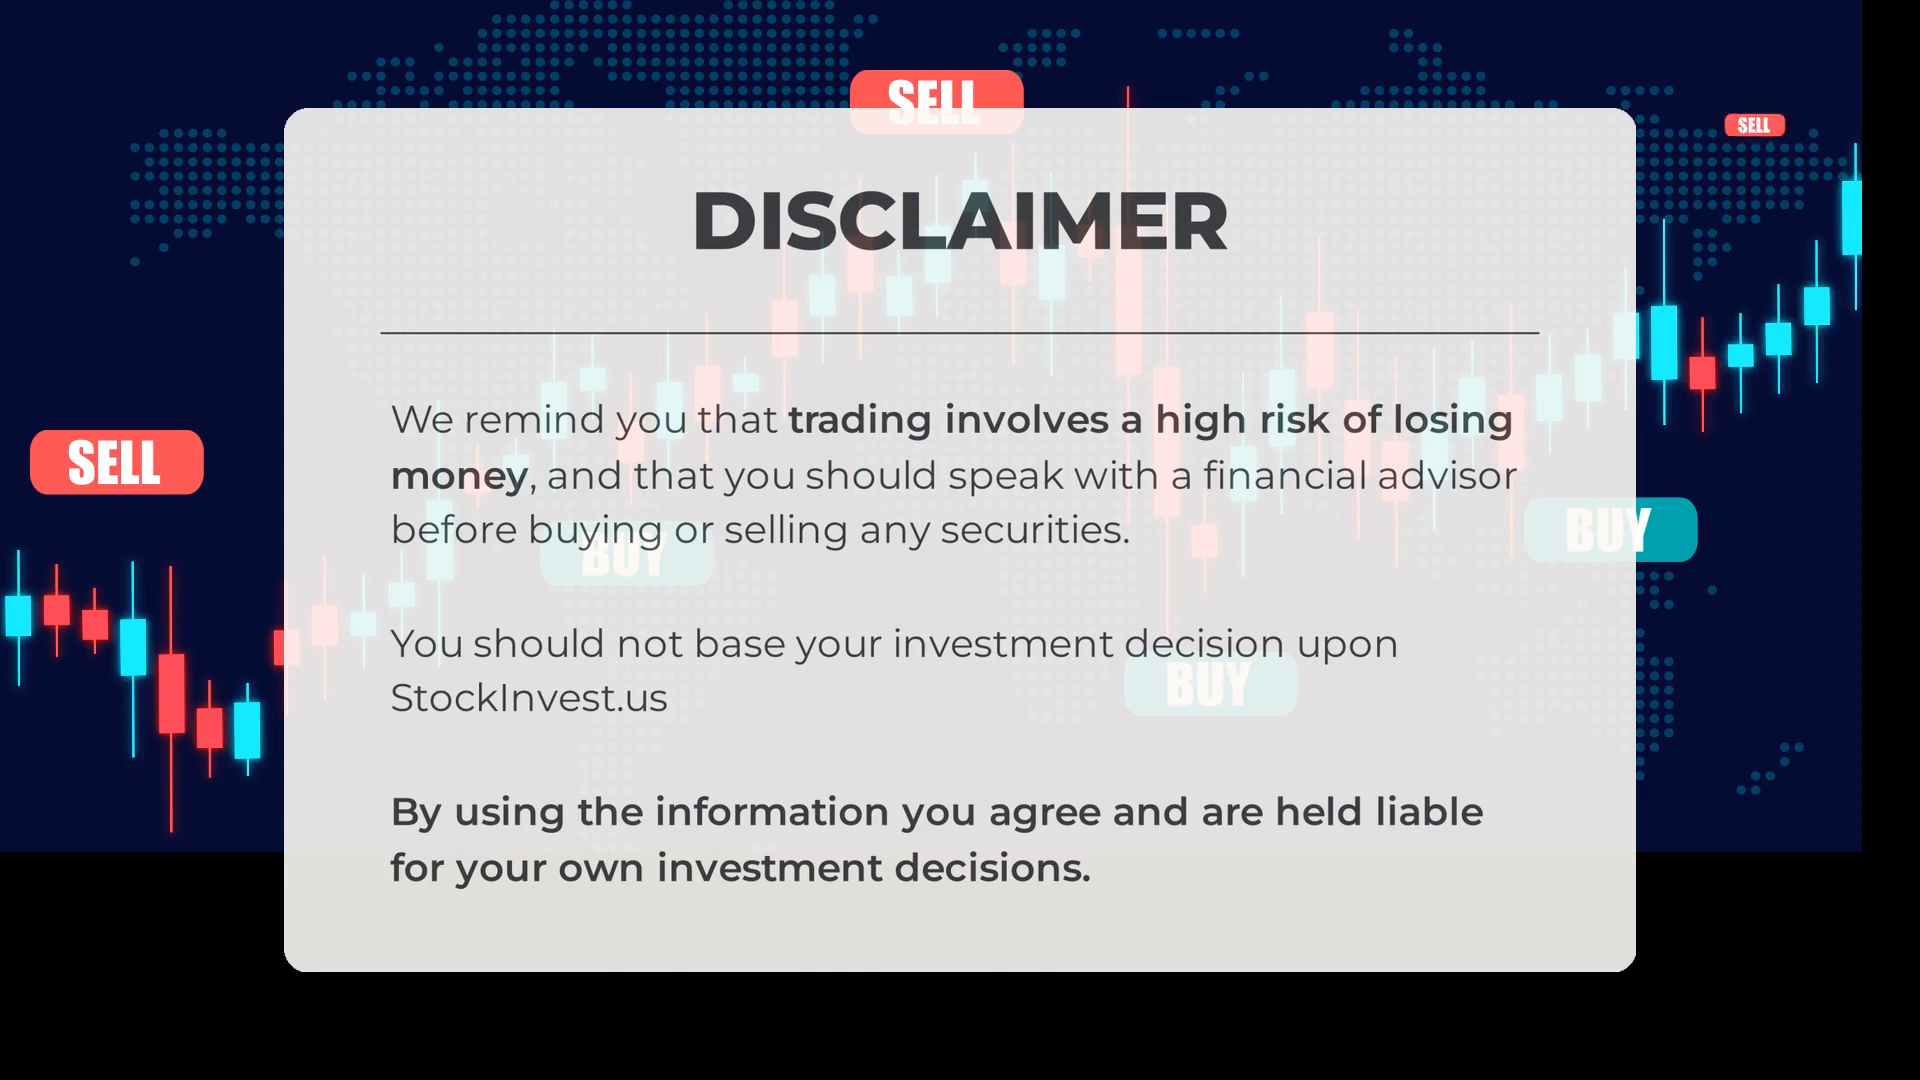 SELL
SELL
DISCLAIMER
We remind you that trading involves a high risk of losing
money, and that you should speak with a financial advisor
before buying or selling any securities.
SELL
BUY
BUY
You should not base your investment decision upon
StockInvest.us
BUY
By using the information you agree and are held liable
for your own investment decisions.